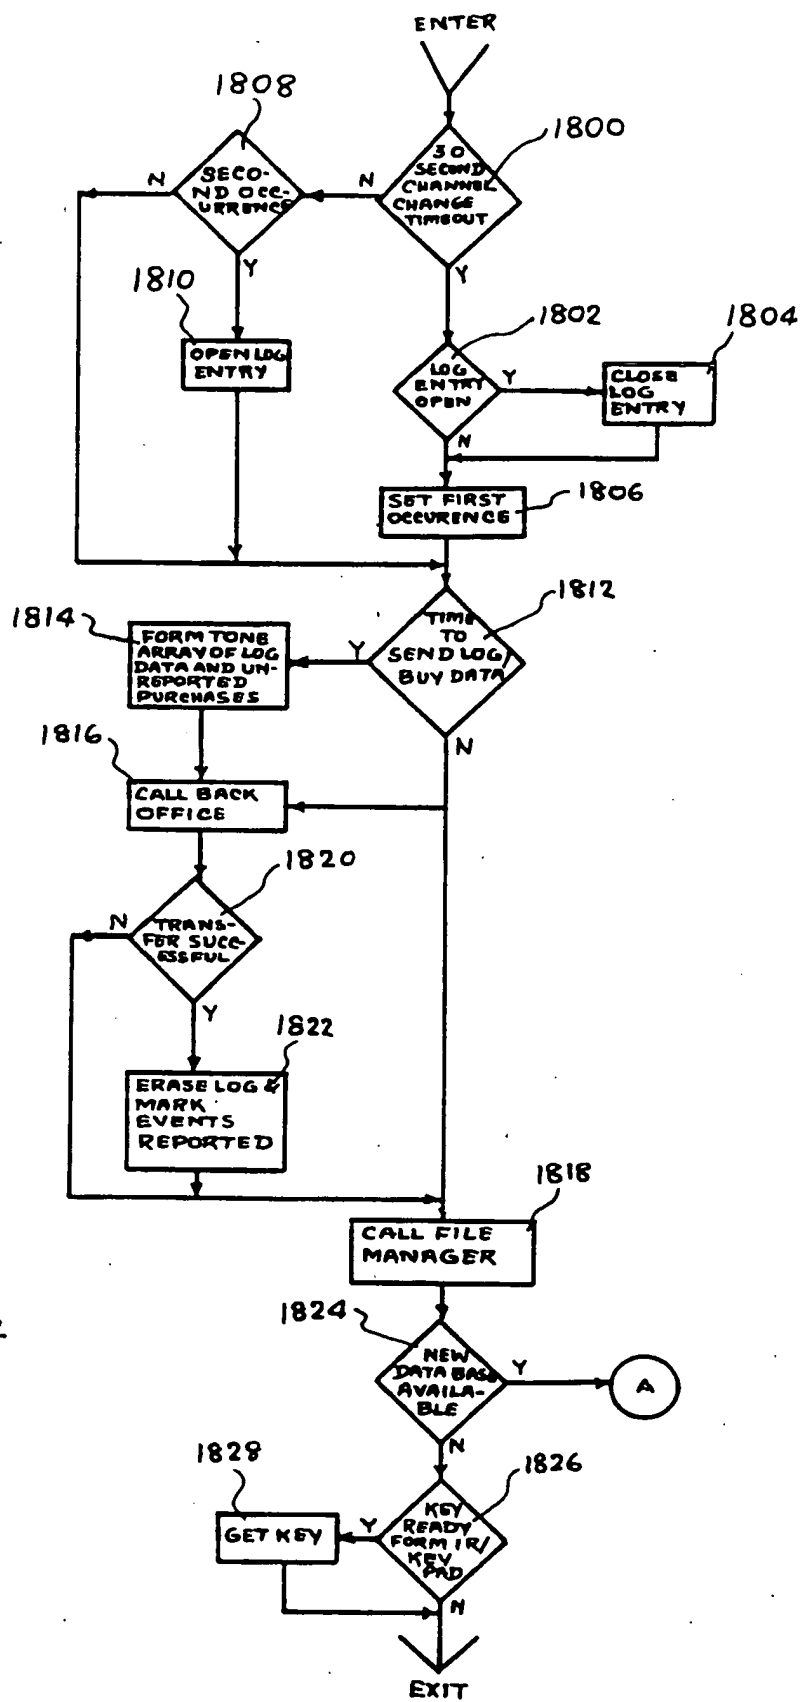 ENTER
1808
1800
30
SECOND
CHANNEL
CHANGE
TIMEOUT
N
SECO-
ND OCC-
URRENCE
N
Y
Y
1810
OPEN LOG
ENTRY
1802
LOG
ENTRY
OPEN
Y
N
1804
CLOSE
LOG
ENTRY
SET FIRST
OCCURENCE
1806
1812
TIME
TO
SEND LOG/
BUY DATA
Y
N
1814
FORM TONE
ARRAY OF LOG
DATA AND UN-
REPORTED
PURCHASES
1816
CALL BACK
OFFICE
1820
TRANS-
FER SUCC-
ESSFUL
N
Y
1822
ERASE LOG &
MARK
EVENTS
REPORTED
1818
CALL FILE
MANAGER
1824
NEW
DATA BASE
AVAILA-
BLE
Y
A
N
1826
KEY
READY
FORM IR/
KEY
PAD
Y
N
1828
GET KEY
EXIT